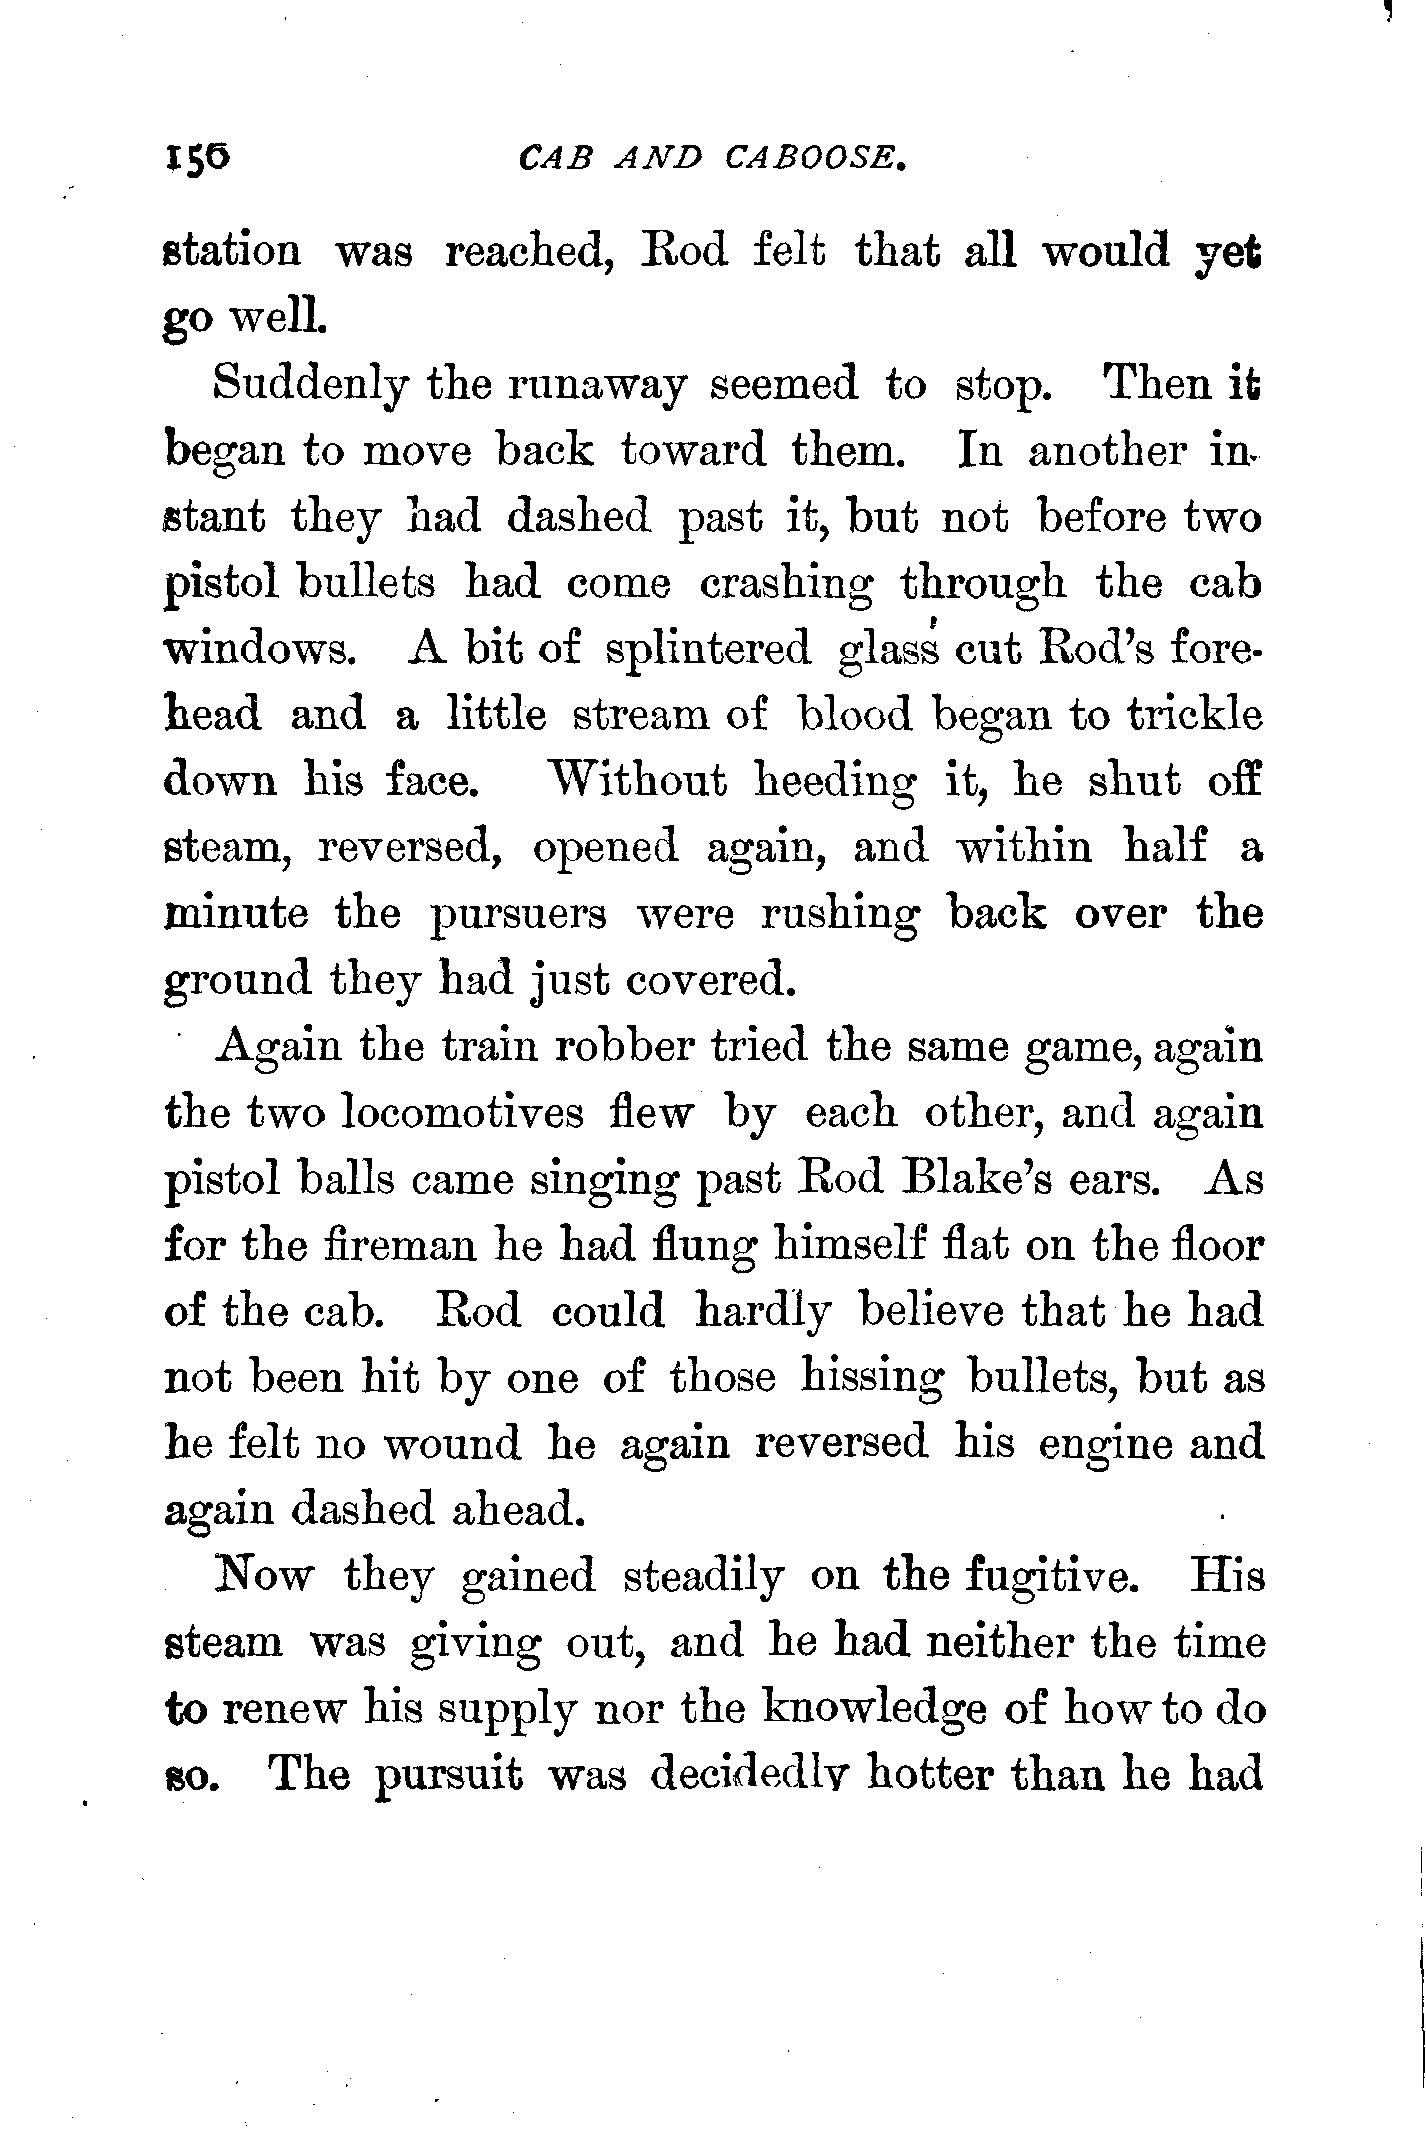 156 CAB AND CABOOSE.
station was reached, Rod felt that all would yet
go well.
Suddenly the runaway seemed to stop. Then it
began to move back toward them. In another in-
stant they had dashed past it, but not before two
pistol bullets had come crashing through the cab
windows. A bit of splintered glass cut Rod's fore-
head and a little stream of blood began to trickle
down his face. Without heeding it, he shut off
steam, reversed, opened again, and within half a
minute the pursuers were rushing back over the
ground they had just covered.
Again the train robber tried the same game, again
the two locomotives flew by each other, and again
pistol balls came singing past Rod Blake's ears. As
for the fireman he had flung himself flat on the floor
of the cab. Rod could hardly believe that he had
not been hit by one of those hissing bullets, but as
he felt no wound he again reversed his engine and
again dashed ahead.
Now they gained steadily on the fugitive. His
steam was giving out, and he had neither the time
to renew his supply nor the knowledge of how to do
so. The pursuit was decidedly hotter than he had